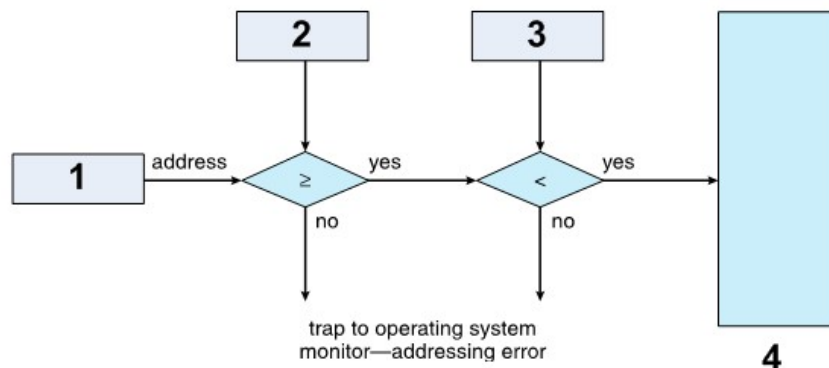 2
3
1
address
≥
yes
<
yes
no
no
trap to operating system
monitor—addressing error
4